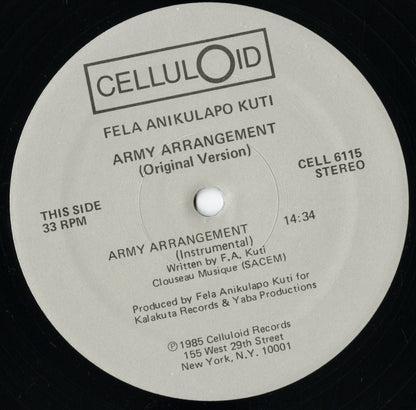 CELLULOID
FELA ANIKULAPO KUTI
ARMY ARRANGEMENT
(Original Version)
THIS SIDE
33 RPM
CELL 6115
STEREO
ARMY ARRANGEMENT 14:34
(Instrumental)
Written by F.A. Kuti
Clouseau Musique (SACEM)
Produced by Fela Anikulapo Kuti for
Kalakuta Records & Yaba Productions
℗ 1985 Celluloid Records
155 West 29th Street
New York, N.Y. 10001